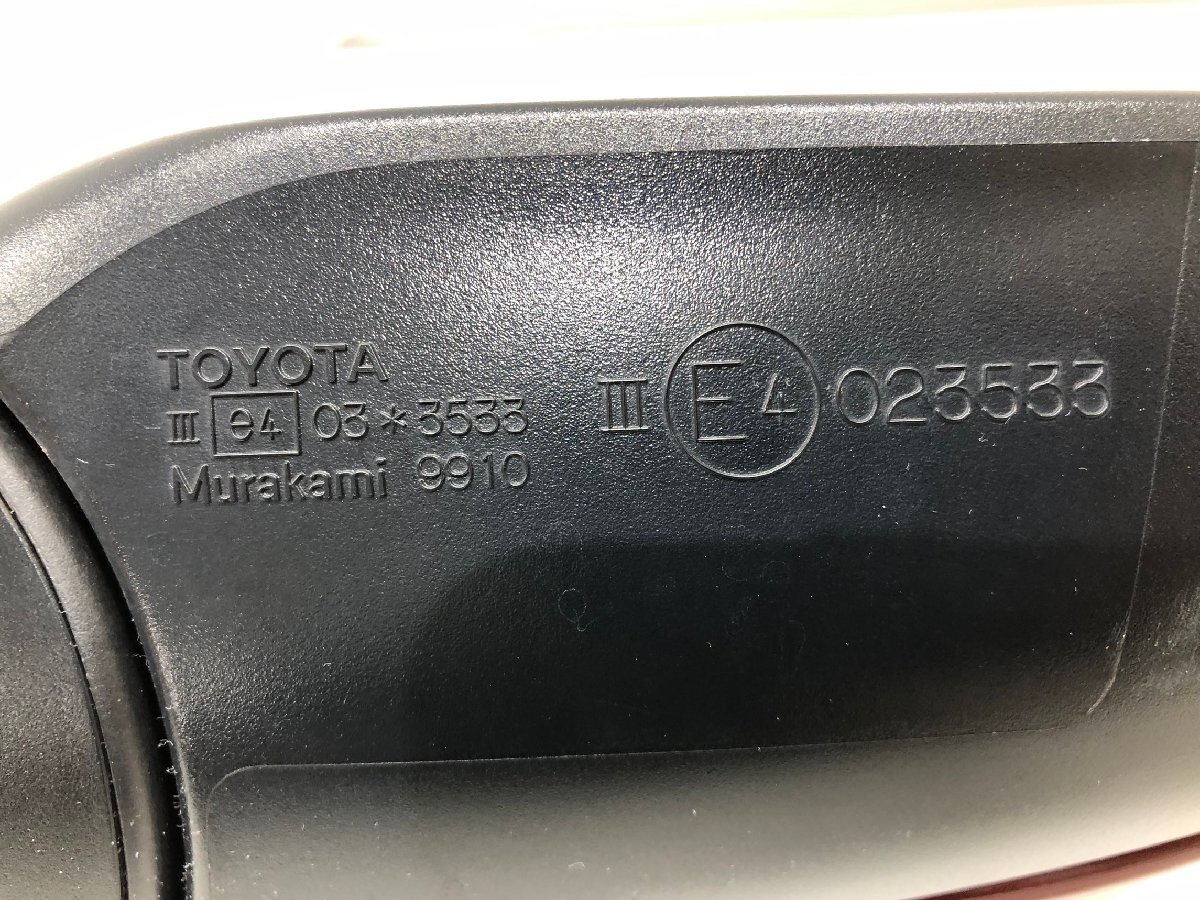 TOYOTA
III e4 03*3533
Murakami 9910
III E4 023533